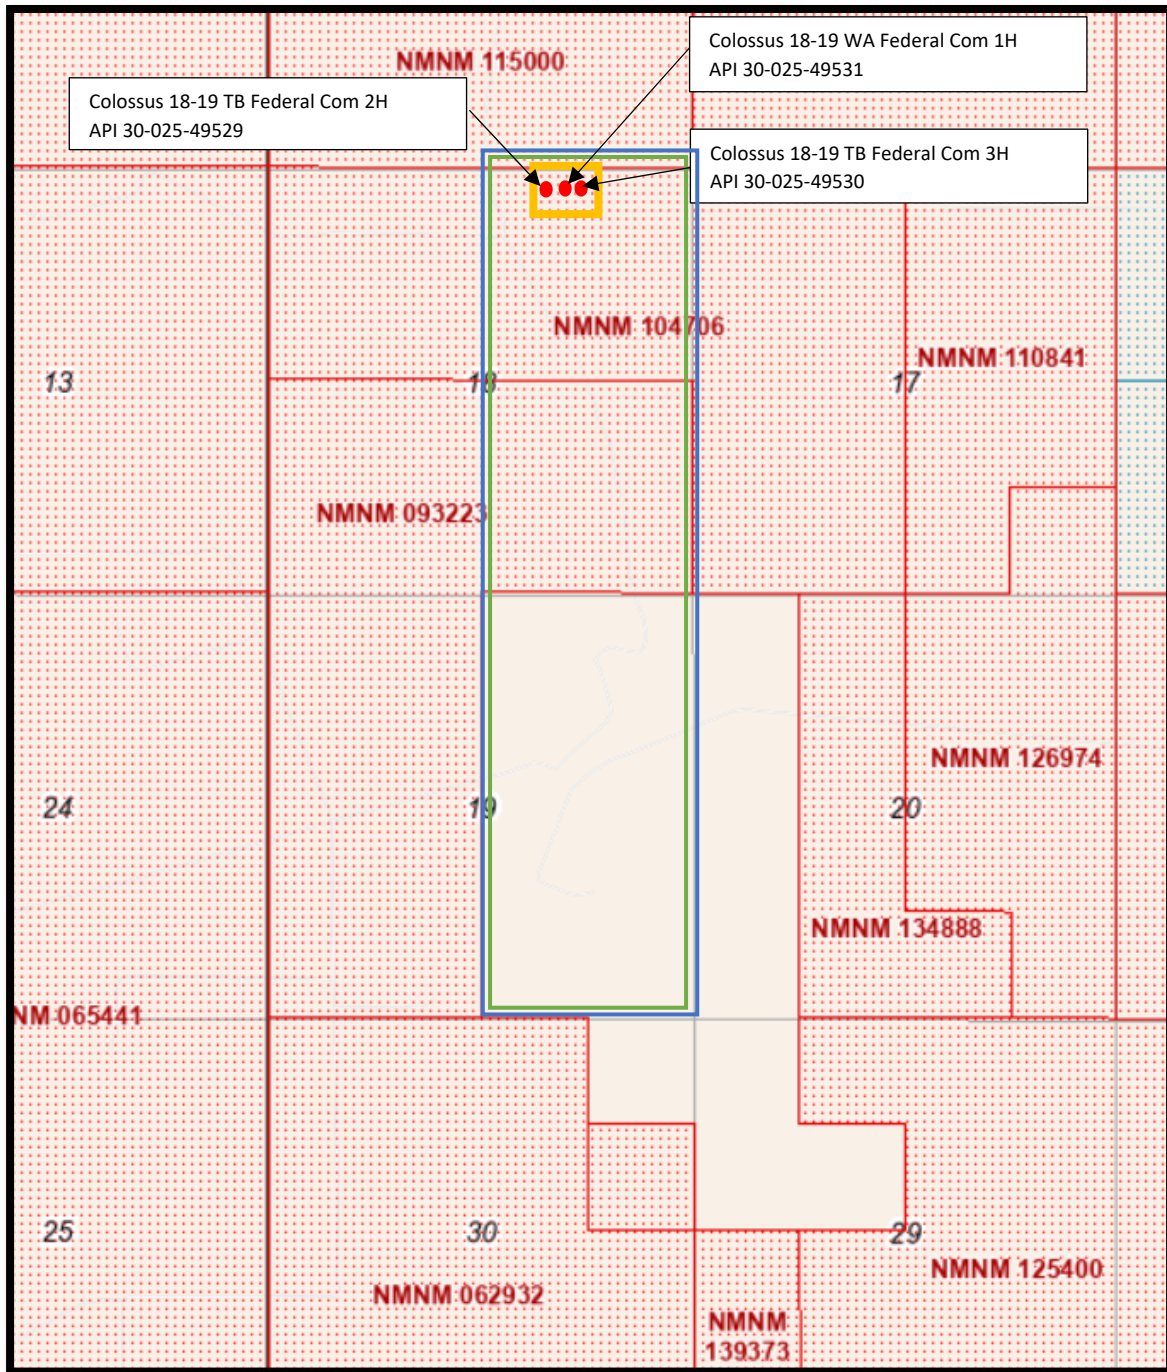 NMNM 115000
Colossus 18-19 WA Federal Com 1H
API 30-025-49531
Colossus 18-19 TB Federal Com 2H
API 30-025-49529
Colossus 18-19 TB Federal Com 3H
API 30-025-49530
NMNM 104706
NMNM 110841
13
18
17
NMNM 093223
NMNM 126974
24
19
20
NMNM 134888
NM 065441
25
30
29
NMNM 125400
NMNM 062932
NMNM
139373